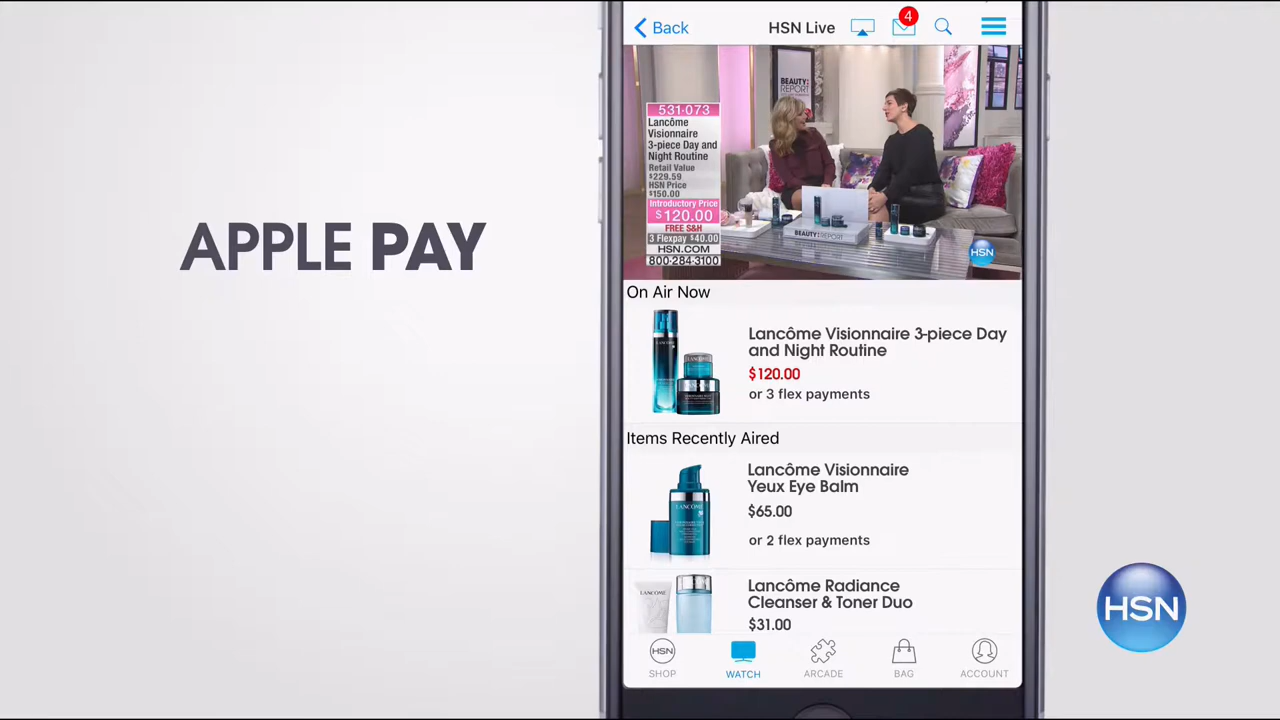 APPLE PAY
Back
HSN Live
4
BEAUTY
REPORT
531-073
Lancôme
Visionnaire
3-piece Day and
Night Routine
Retail Value
$229.59
HSN Price
$150.00
Introductory Price
$120.00
FREE S&H
3 Flexpay $40.00
HSN.COM
800-284-3100
BEAUTY REPORT
HSN
On Air Now
Lancôme Visionnaire 3-piece Day
and Night Routine
$120.00
or 3 flex payments
Items Recently Aired
LANCOME
Lancôme Visionnaire
Yeux Eye Balm
$65.00
or 2 flex payments
LANCOME
Lancôme Radiance
Cleanser & Toner Duo
$31.00
HSN
SHOP
WATCH
ARCADE
BAG
ACCOUNT
HSN